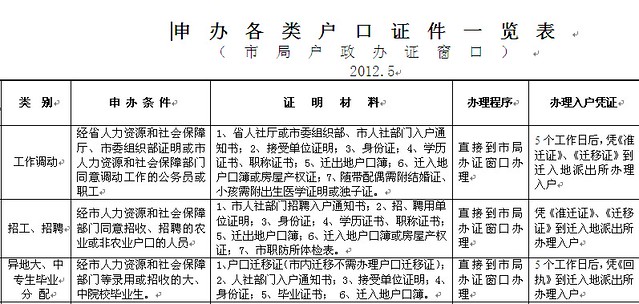 申办各类户口证件一览表
（市局户政办证窗口）
2012.5
类 别 申 办 条 件 证 明 材 料 办理程序 办理入户凭证
工作调动
经省人力资源和社会保障
厅、市委组织部证明或市
人力资源和社会保障部门
同意调动工作的公务员或
职工
1、省人社厅或市委组织部、市人社部门入户通
知书；2、接受单位证明；3、身份证；4、学历
证书、职称证书；5、迁出地户口簿；6、迁入地
户口簿或房屋产权证；7、随带配偶需附结婚证、
小孩需附出生医学证明或独子证。
直接到市局
办证窗口办
理
5个工作日后，凭《准
迁证》、《迁移证》到
迁入地派出所办理
入户
招工、招聘
经市人力资源和社会保障
部门同意招收、招聘的农
业或非农业户口的人员
1、市人社部门招聘入户通知书；2、招、聘用单
位证明；3、身份证；4、学历证书、职称证书；
5、迁出地户口簿；6、迁入地户口簿或房屋产权
证；7、市职防所体检表。
直接到市局
办证窗口办
理
凭《准迁证》、《迁移
证》到迁入地派出所
办理入户
异地大、中
专生毕业
分 配
经市人力资源和社会保障
部门等录用或招收的大、
中院校毕业生。
1、户口迁移证（市内迁移不需办理户口迁移证）；
2、人社部门入户通知书；3、接受单位证明；4、
身份证；5、毕业证书； 6、迁入地户口簿。
直接到市局
办证窗口办
理
5个工作日后，凭《回
执》到迁入地派出所
办理入户